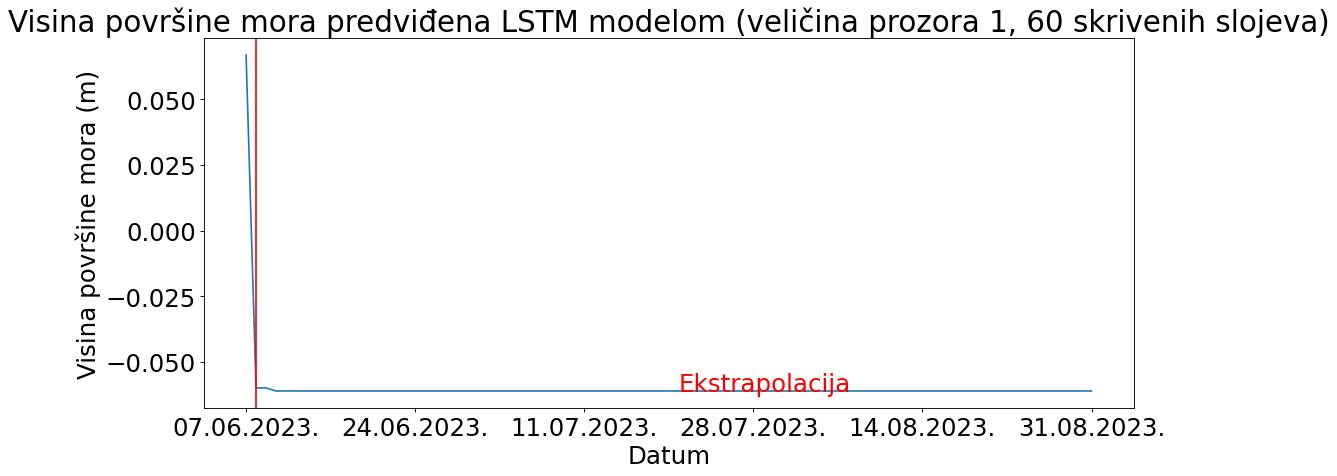 Visina površine mora predviđena LSTM modelom (veličina prozora 1, 60 skrivenih slojeva)
Visina površine mora (m)
0.050
0.025
0.000
−0.025
−0.050
Ekstrapolacija
07.06.2023. 24.06.2023. 11.07.2023. 28.07.2023. 14.08.2023. 31.08.2023.
Datum